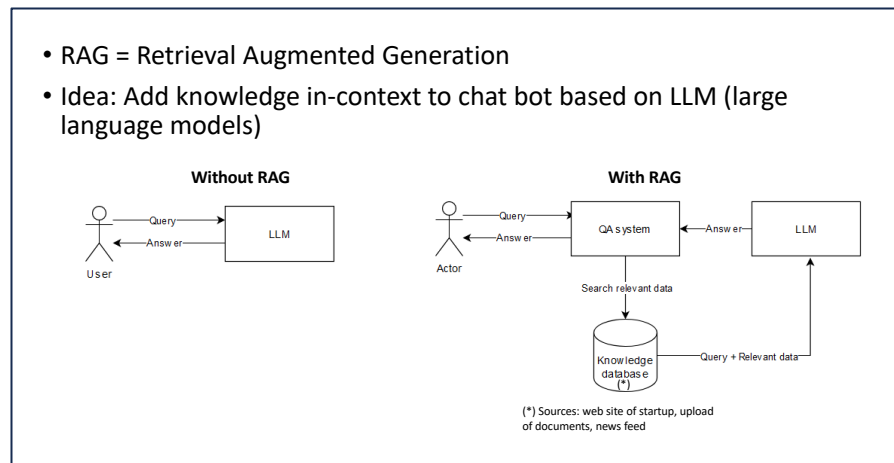 • RAG = Retrieval Augmented Generation
• Idea: Add knowledge in-context to chat bot based on LLM (large
language models)
Without RAG
Query
Answer
User
LLM
With RAG
Query
Answer
Actor
QA system
Answer
LLM
Search relevant data
Knowledge
database
(*)
Query + Relevant data
(*) Sources: web site of startup, upload
of documents, news feed